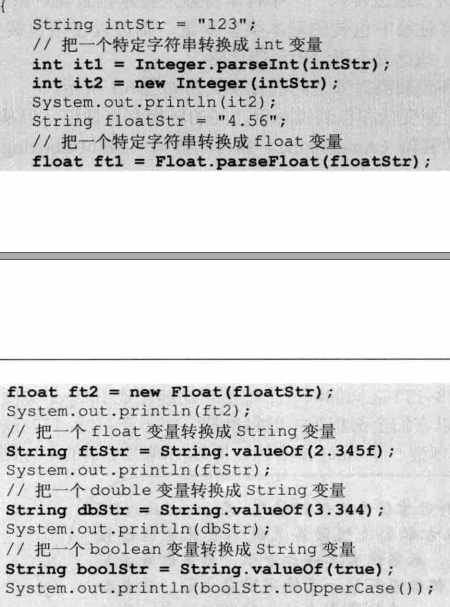 {
String intStr = "123";
// 把一个特定字符串转换成 int 变量
int it1 = Integer.parseInt(intStr);
int it2 = new Integer(intStr);
System.out.println(it2);
String floatStr = "4.56";
// 把一个特定字符串转换成 float 变量
float ft1 = Float.parseFloat(floatStr);
float ft2 = new Float(floatStr);
System.out.println(ft2);
// 把一个 float 变量转换成 String 变量
String ftStr = String.valueOf(2.345f);
System.out.println(ftStr);
// 把一个 double 变量转换成 String 变量
String dbStr = String.valueOf(3.344);
System.out.println(dbStr);
// 把一个 boolean 变量转换成 String 变量
String boolStr = String.valueOf(true);
System.out.println(boolStr.toUpperCase());